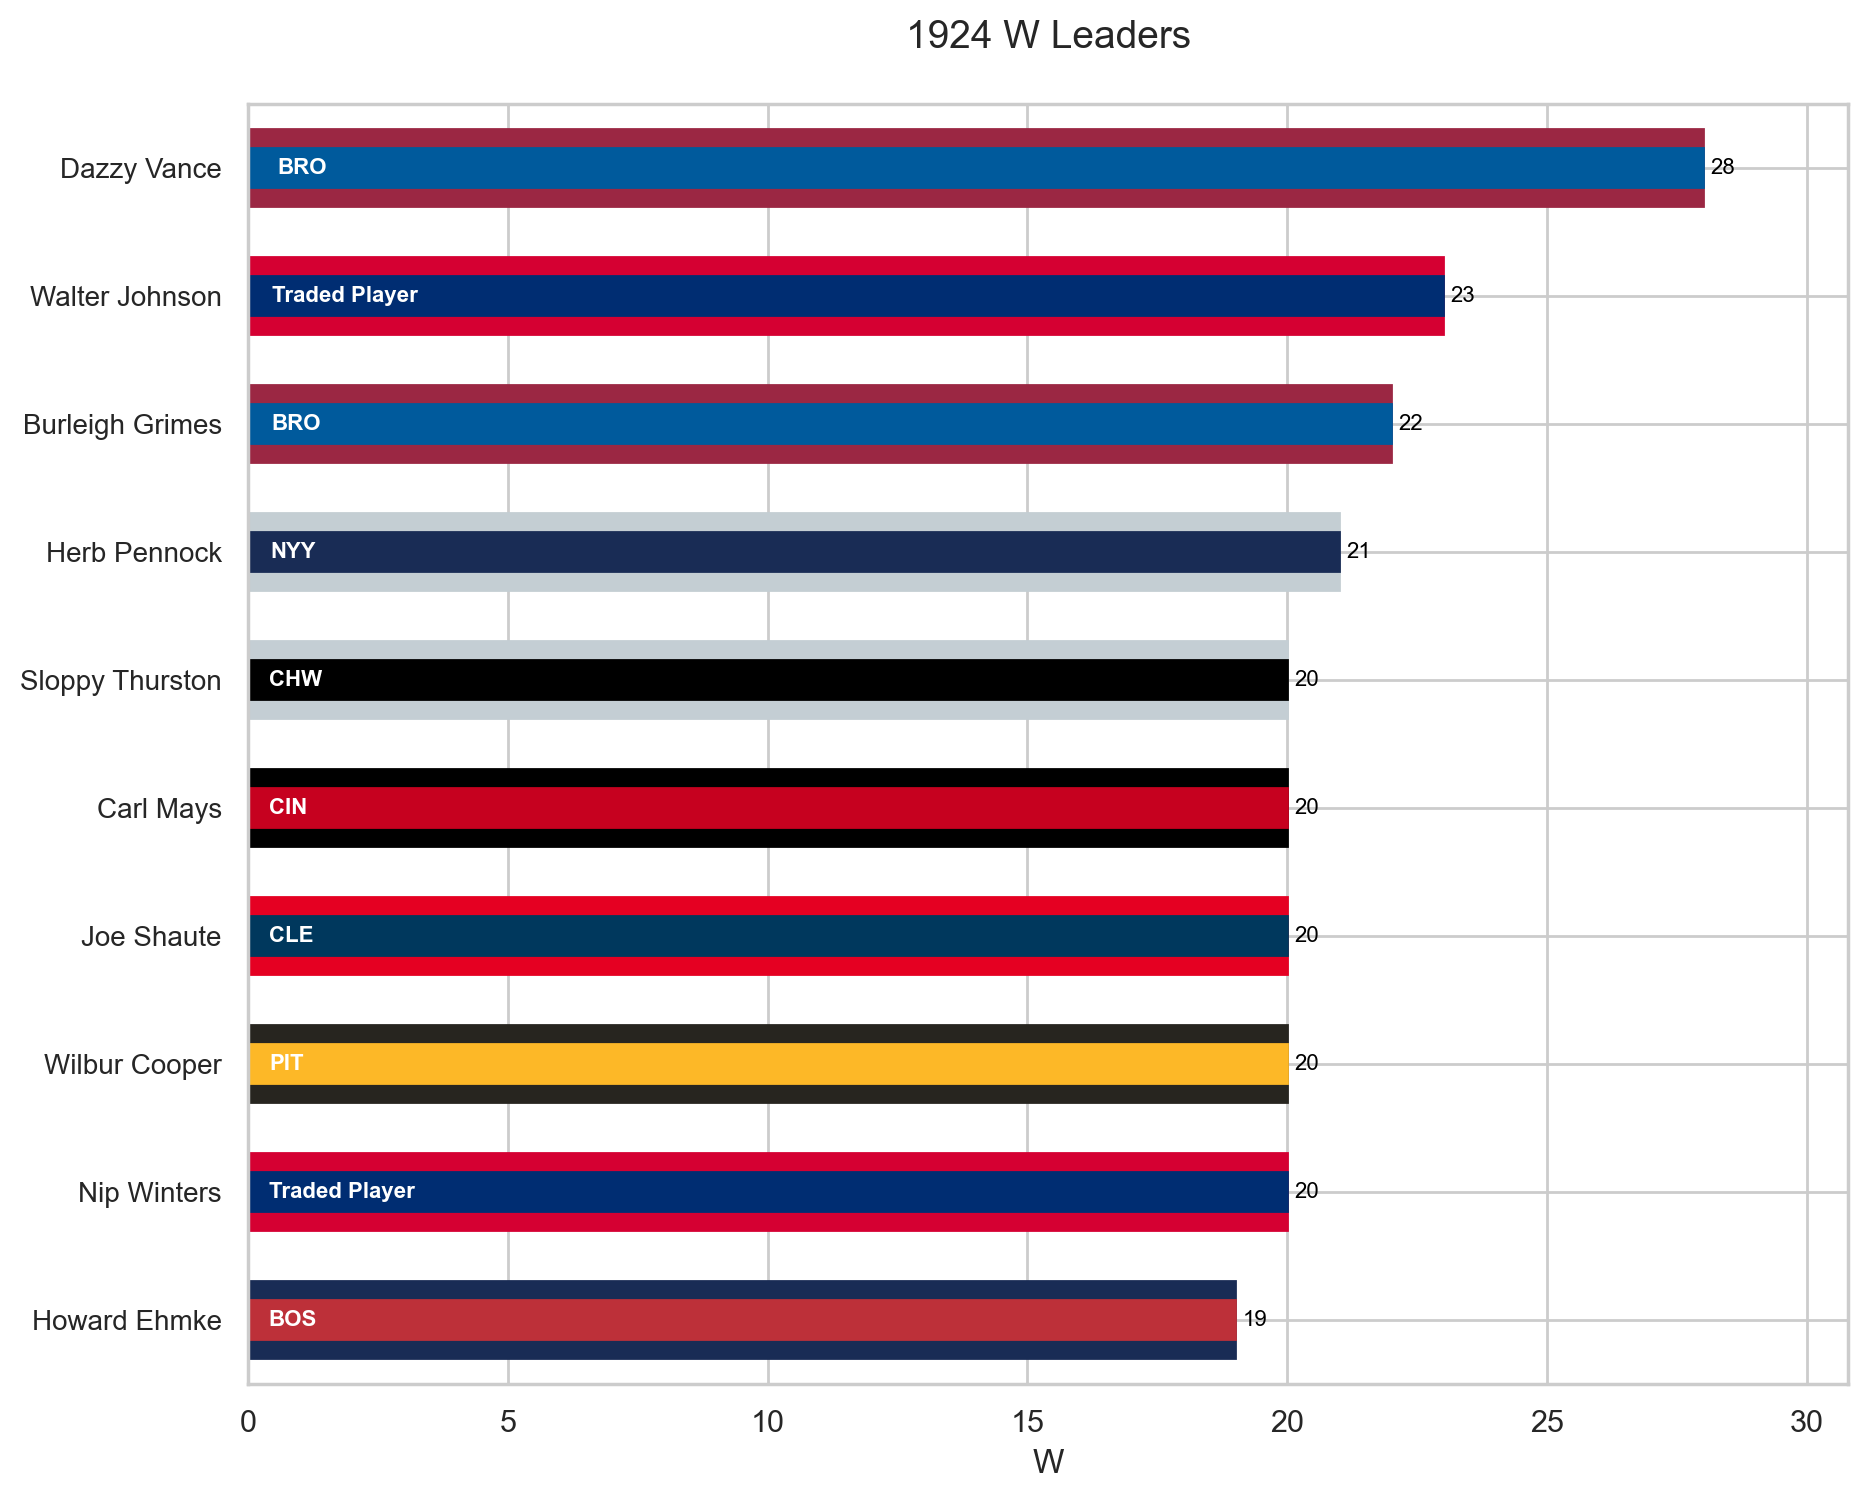 1924 W Leaders
Dazzy Vance BRO 28
Walter Johnson Traded Player 23
Burleigh Grimes BRO 22
Herb Pennock NYY 21
Sloppy Thurston CHW 20
Carl Mays CIN 20
Joe Shaute CLE 20
Wilbur Cooper PIT 20
Nip Winters Traded Player 20
Howard Ehmke BOS 19
0 5 10 15 20 25 30
W